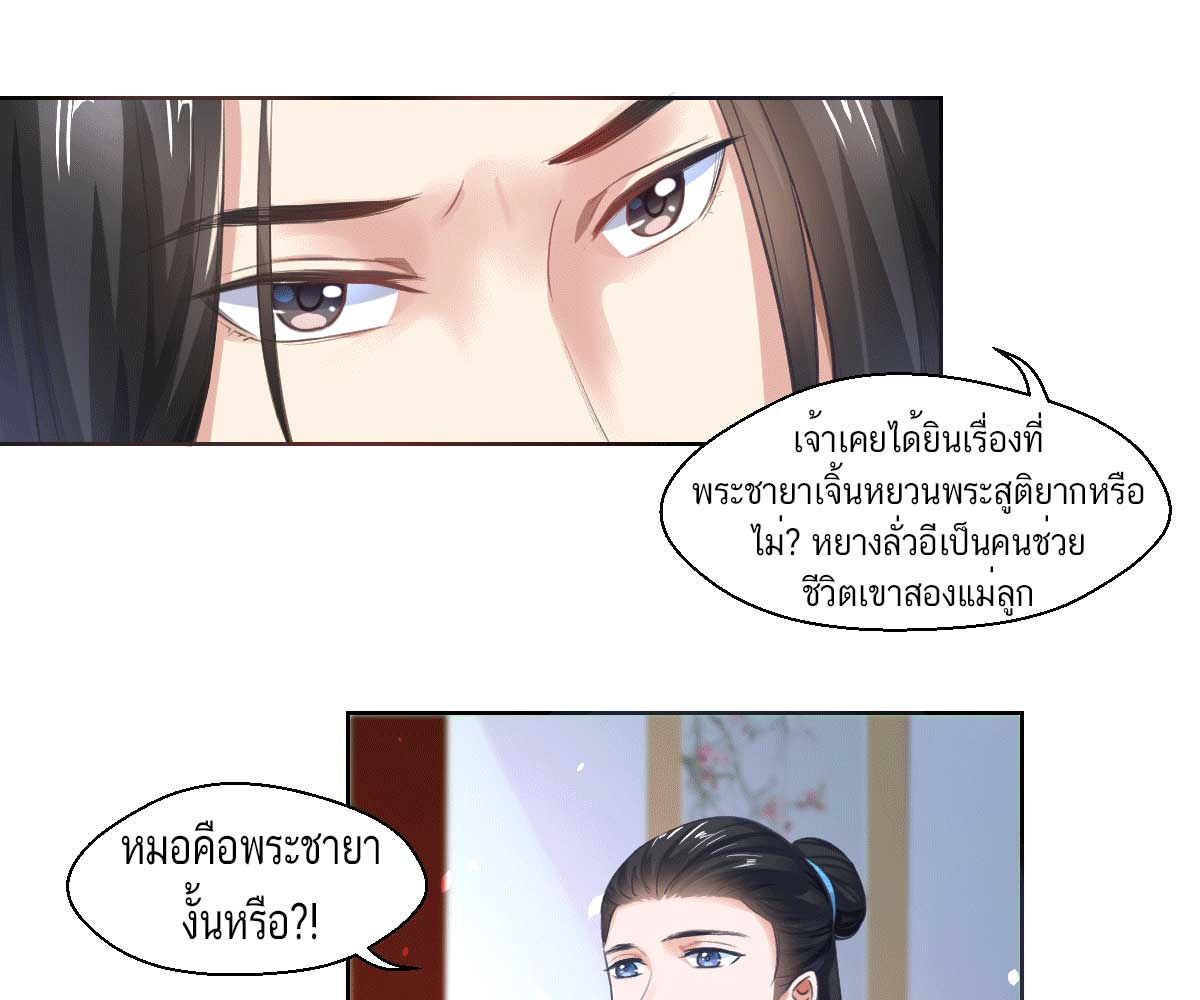 เจ้าเคยได้ยินเรื่องที่
พระชายาเจิ้นหยวนพระสูติยากหรือ
ไม่? หยางลั่วอีเป็นคนช่วย
ชีวิตเขาสองแม่ลูก
หมอคือพระชายา
งั้นหรือ?!